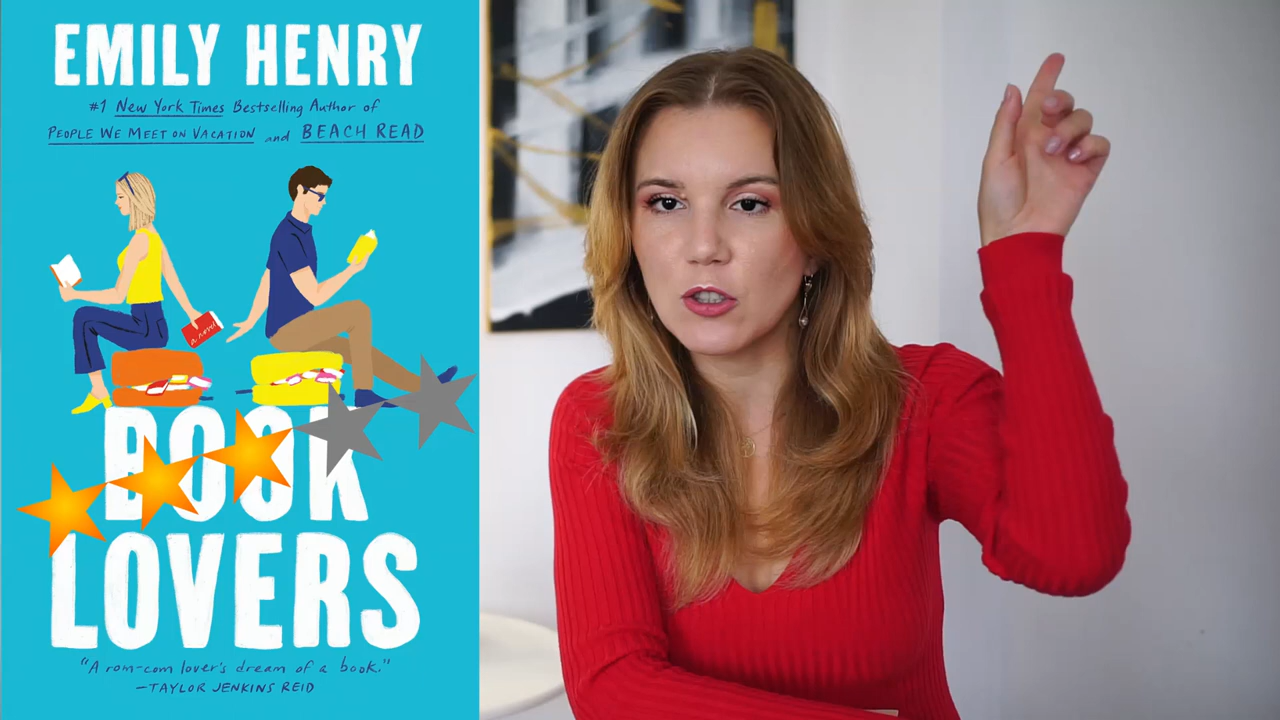 EMILY HENRY
#1 New York Times Bestselling Author of
PEOPLE WE MEET ON VACATION and BEACH READ
a novel
BOOK
LOVERS
"A rom-com lover's dream of a book."
—TAYLOR JENKINS REID